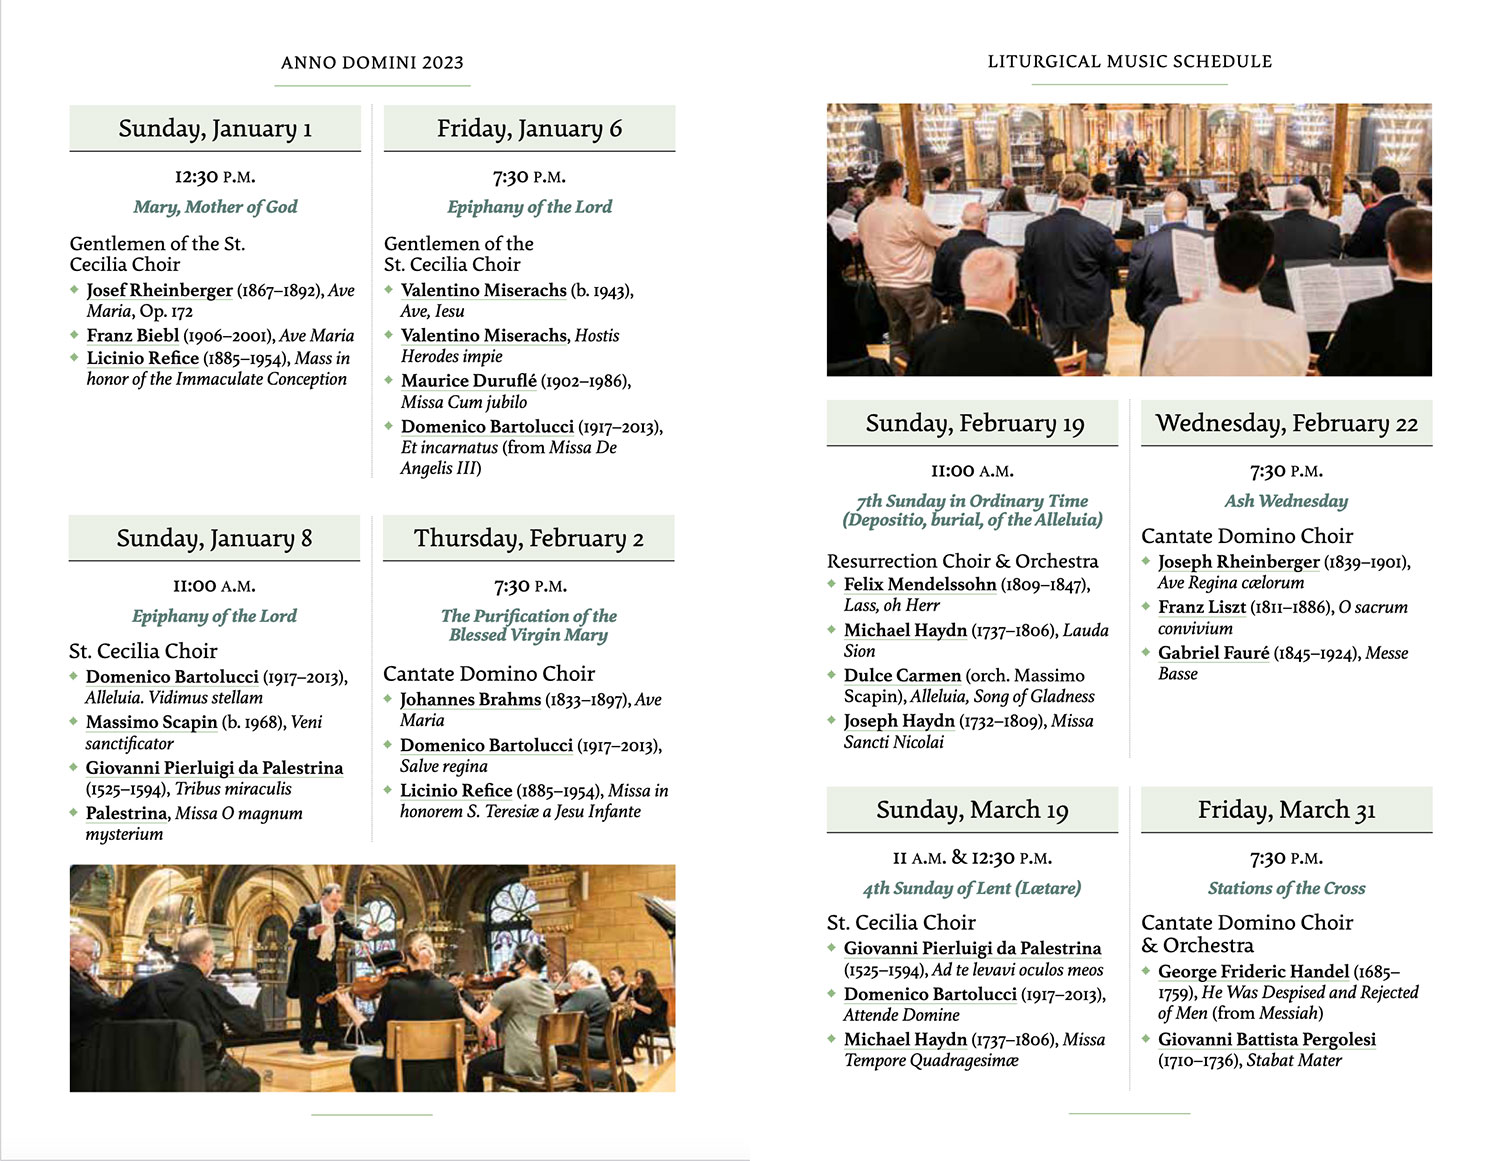 ANNO DOMINI 2023
Sunday, January 1
12:30 P.M.
Mary, Mother of God
Gentlemen of the St.
Cecilia Choir
Josef Rheinberger (1867–1892), Ave
Maria, Op. 172
Franz Biebl (1906–2001), Ave Maria
Licinio Refice (1885–1954), Mass in
honor of the Immaculate Conception
Friday, January 6
7:30 P.M.
Epiphany of the Lord
Gentlemen of the
St. Cecilia Choir
Valentino Miserachs (b. 1943),
Ave, Iesu
Valentino Miserachs, Hostis
Herodes impie
Maurice Duruflé (1902–1986),
Missa Cum jubilo
Domenico Bartolucci (1917–2013),
Et incarnatus (from Missa De
Angelis III)
Sunday, January 8
11:00 A.M.
Epiphany of the Lord
St. Cecilia Choir
Domenico Bartolucci (1917–2013),
Alleluia. Vidimus stellam
Massimo Scapin (b. 1968), Veni
sanctificator
Giovanni Pierluigi da Palestrina
(1525–1594), Tribus miraculis
Palestrina, Missa O magnum
mysterium
Thursday, February 2
7:30 P.M.
The Purification of the
Blessed Virgin Mary
Cantate Domino Choir
Johannes Brahms (1833–1897), Ave
Maria
Domenico Bartolucci (1917–2013),
Salve regina
Licinio Refice (1885–1954), Missa in
honorem S. Teresiæ a Jesu Infante
LITURGICAL MUSIC SCHEDULE
Sunday, February 19
11:00 A.M.
7th Sunday in Ordinary Time
(Depositio, burial, of the Alleluia)
Resurrection Choir & Orchestra
Felix Mendelssohn (1809–1847),
Lass, oh Herr
Michael Haydn (1737–1806), Lauda
Sion
Dulce Carmen (orch. Massimo
Scapin), Alleluia, Song of Gladness
Joseph Haydn (1732–1809), Missa
Sancti Nicolai
Wednesday, February 22
7:30 P.M.
Ash Wednesday
Cantate Domino Choir
Joseph Rheinberger (1839–1901),
Ave Regina cælorum
Franz Liszt (1811–1886), O sacrum
convivium
Gabriel Fauré (1845–1924), Messe
Basse
Sunday, March 19
11 A.M. & 12:30 P.M.
4th Sunday of Lent (Lætare)
St. Cecilia Choir
Giovanni Pierluigi da Palestrina
(1525–1594), Ad te levavi oculos meos
Domenico Bartolucci (1917–2013),
Attende Domine
Michael Haydn (1737–1806), Missa
Tempore Quadragesimæ
Friday, March 31
7:30 P.M.
Stations of the Cross
Cantate Domino Choir
& Orchestra
George Frideric Handel (1685–
1759), He Was Despised and Rejected
of Men (from Messiah)
Giovanni Battista Pergolesi
(1710–1736), Stabat Mater